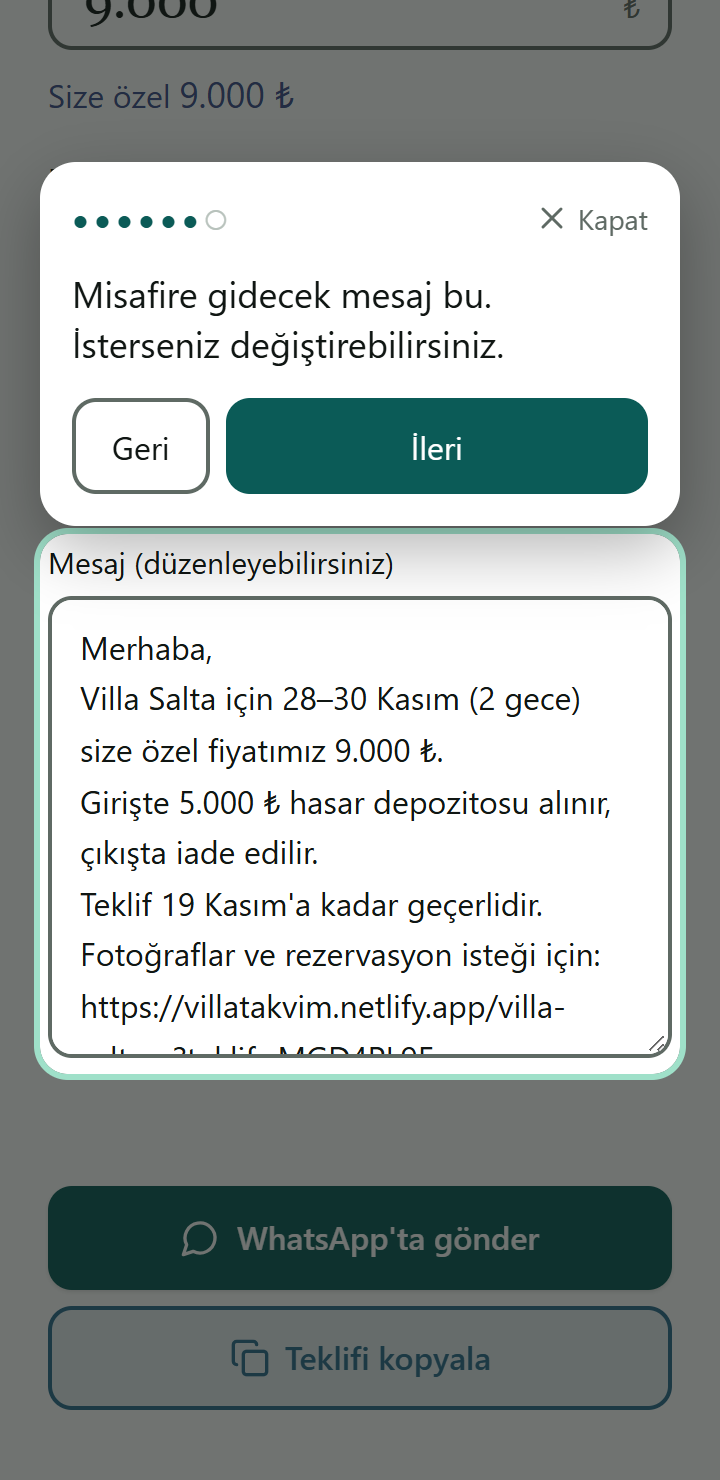 9.000 ₺
Size özel 9.000 ₺
Kapat
Misafire gidecek mesaj bu.
İsterseniz değiştirebilirsiniz.
Geri
İleri
Mesaj (düzenleyebilirsiniz)
Merhaba,
Villa Salta için 28–30 Kasım (2 gece)
size özel fiyatımız 9.000 ₺.
Girişte 5.000 ₺ hasar depozitosu alınır,
çıkışta iade edilir.
Teklif 19 Kasım'a kadar geçerlidir.
Fotoğraflar ve rezervasyon isteği için:
https://villatakvim.netlify.app/villa-
WhatsApp'ta gönder
Teklifi kopyala